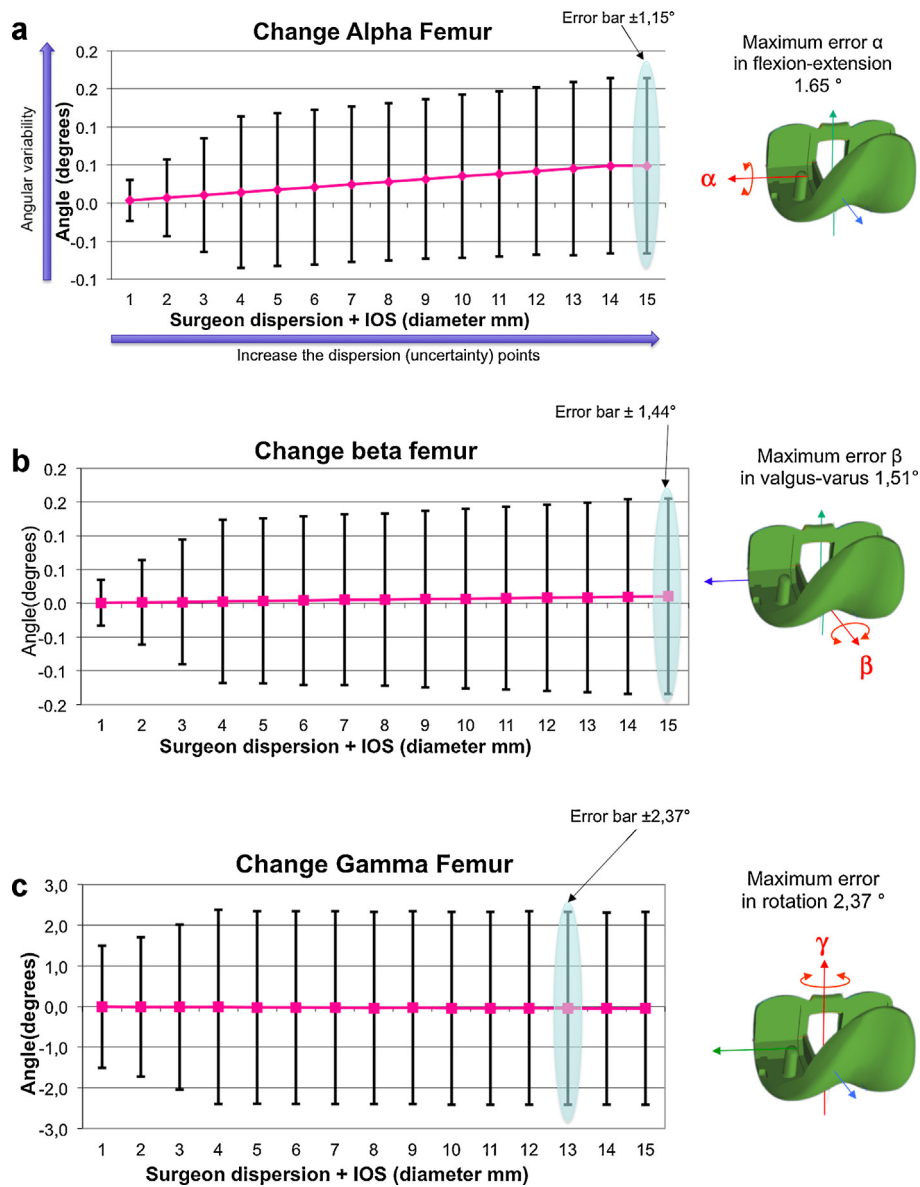 a
Change Alpha Femur
Error bar ±1,15°
Maximum error α
in flexion-extension
1.65 °
Angular variability
Angle (degrees)
0.2
0.2
0.1
0.1
0.0
-0.1
-0.1
1 2 3 4 5 6 7 8 9 10 11 12 13 14 15
Surgeon dispersion + IOS (diameter mm)
Increase the dispersion (uncertainty) points
α
b
Change beta femur
Error bar ± 1,44°
Maximum error β
in valgus-varus 1,51°
Angle(degrees)
0.2
0.1
0.1
0.0
-0.1
-0.1
-0.2
1 2 3 4 5 6 7 8 9 10 11 12 13 14 15
Surgeon dispersion + IOS (diameter mm)
β
c
Change Gamma Femur
Error bar ±2,37°
Maximum error
in rotation 2,37 °
Angle(degrees)
3,0
2,0
1,0
0,0
-1,0
-2,0
-3,0
1 2 3 4 5 6 7 8 9 10 11 12 13 14 15
Surgeon dispersion + IOS (diameter mm)
γ